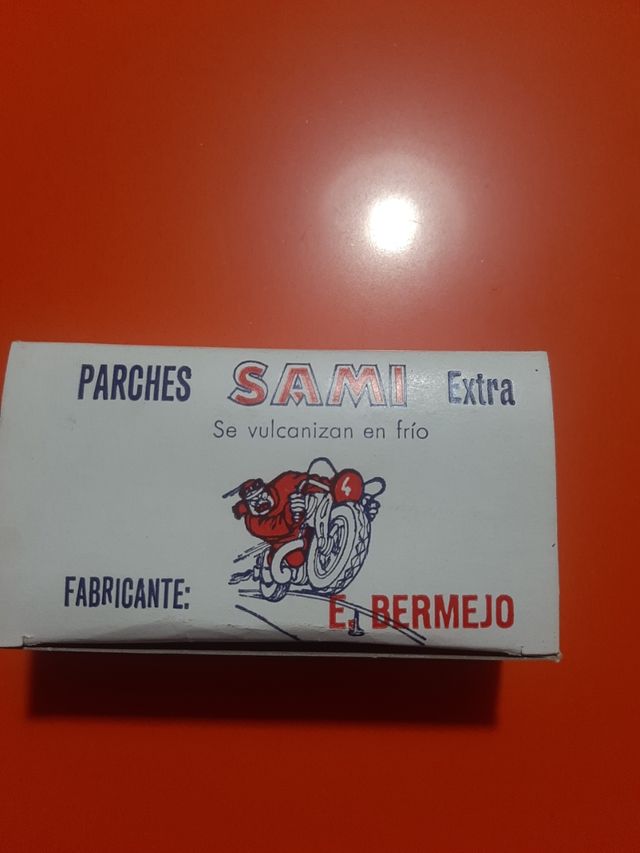 PARCHES SAMI Extra
Se vulcanizan en frío
4
FABRICANTE: E. BERMEJO